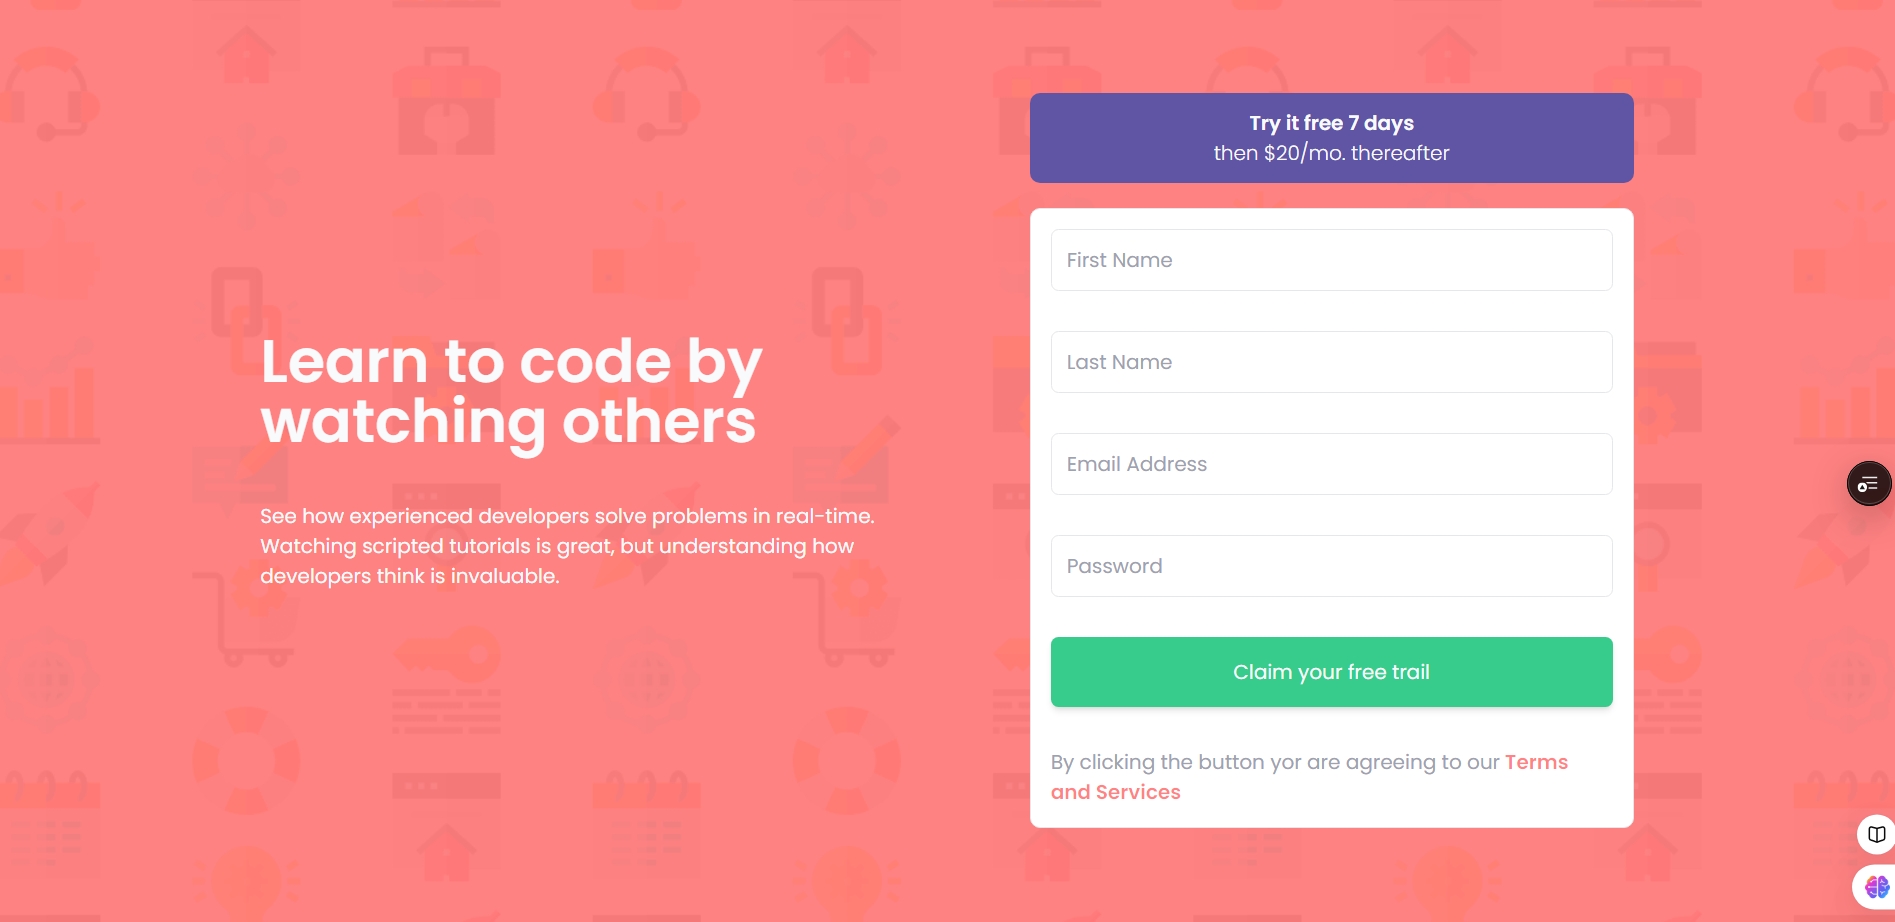 Learn to code by
watching others
See how experienced developers solve problems in real-time.
Watching scripted tutorials is great, but understanding how
developers think is invaluable.
Try it free 7 days
then $20/mo. thereafter
First Name
Last Name
Email Address
Password
Claim your free trail
By clicking the button yor are agreeing to our Terms
and Services